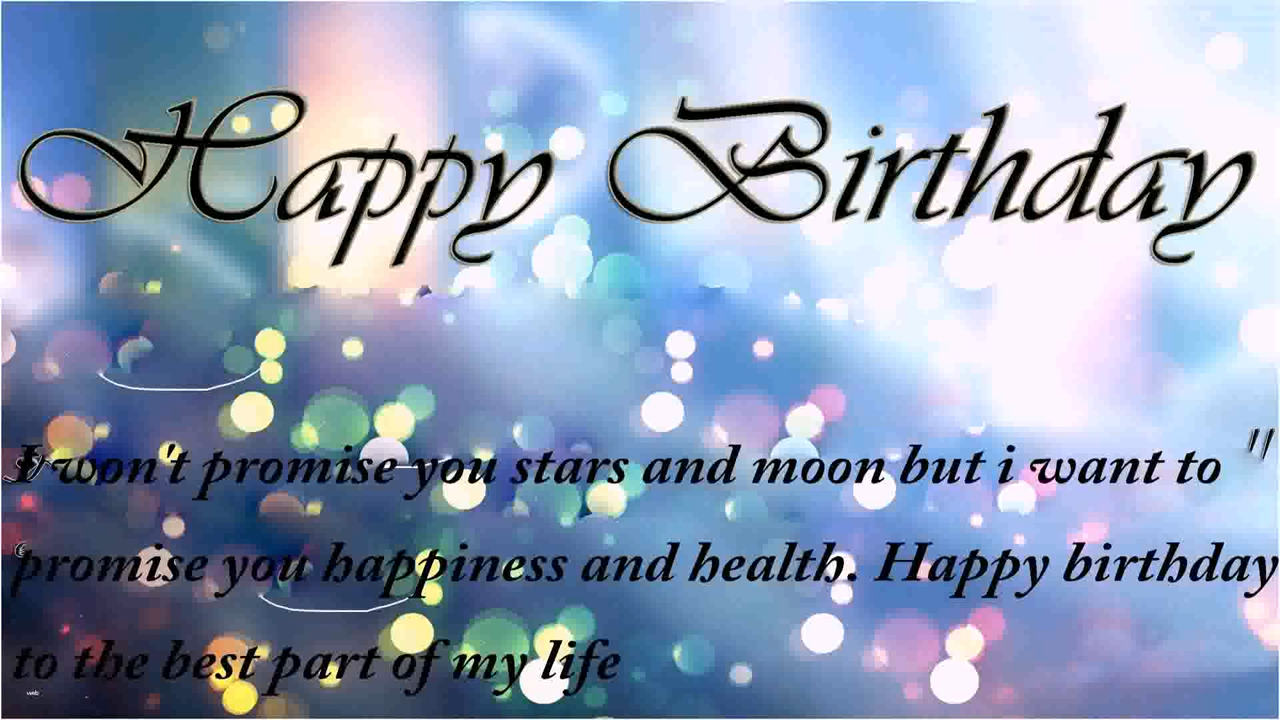 Happy Birthday
I won't promise you stars and moon but i want to "
promise you happiness and health. Happy birthday
to the best part of my life
web